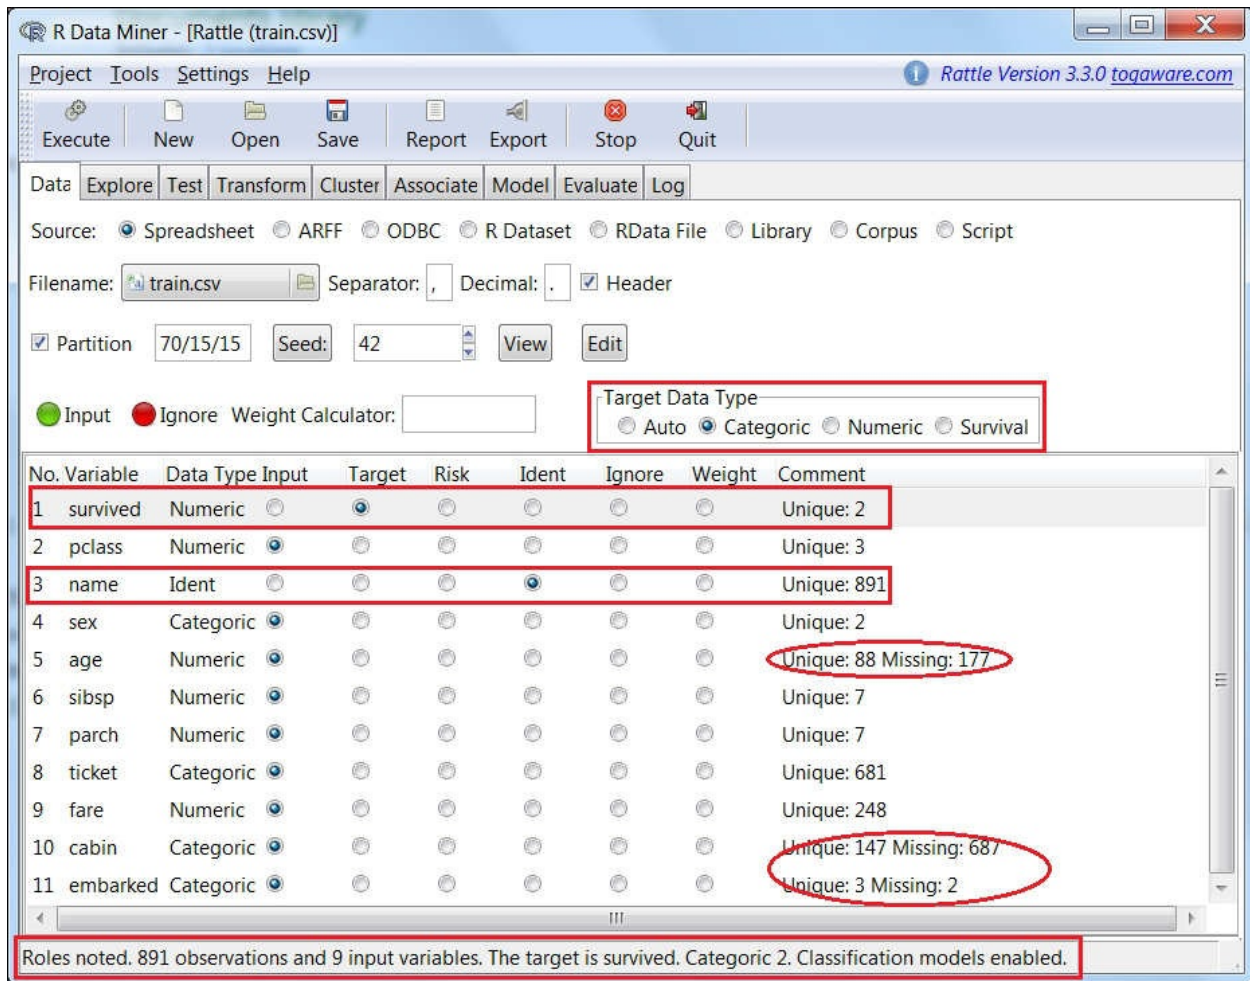 R Data Miner - [Rattle (train.csv)]
Project Tools Settings Help Rattle Version 3.3.0 togaware.com
Execute New Open Save Report Export Stop Quit
Data Explore Test Transform Cluster Associate Model Evaluate Log
Source: Spreadsheet ARFF ODBC R Dataset RData File Library Corpus Script
Filename: train.csv Separator: , Decimal: . Header
Partition 70/15/15 Seed: 42 View Edit
Target Data Type
Input Ignore Weight Calculator: Auto Categoric Numeric Survival
No. Variable Data Type Input Target Risk Ident Ignore Weight Comment
1 survived Numeric Unique: 2
2 pclass Numeric Unique: 3
3 name Ident Unique: 891
4 sex Categoric Unique: 2
5 age Numeric Unique: 88 Missing: 177
6 sibsp Numeric Unique: 7
7 parch Numeric Unique: 7
8 ticket Categoric Unique: 681
9 fare Numeric Unique: 248
10 cabin Categoric Unique: 147 Missing: 687
11 embarked Categoric Unique: 3 Missing: 2
Roles noted. 891 observations and 9 input variables. The target is survived. Categoric 2. Classification models enabled.